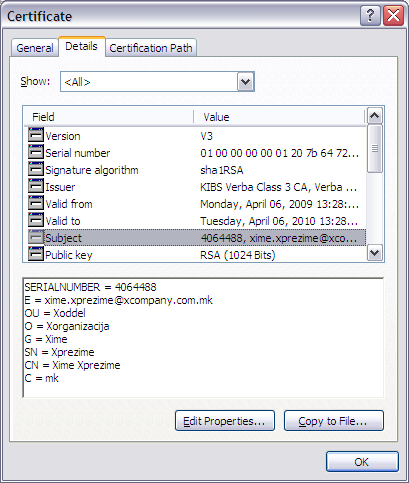 Certificate
General Details Certification Path
Show: <All>
Field Value
Version V3
Serial number 01 00 00 00 00 01 20 7b 64 72...
Signature algorithm sha1RSA
Issuer KIBS Verba Class 3 CA, Verba ...
Valid from Monday, April 06, 2009 13:28:...
Valid to Tuesday, April 06, 2010 13:28:...
Subject 4064488, xime.xprezime@xco...
Public key RSA (1024 Bits)
SERIALNUMBER = 4064488
E = xime.xprezime@xcompany.com.mk
OU = Xoddel
O = Xorganizacija
G = Xime
SN = Xprezime
CN = Xime Xprezime
C = mk
Edit Properties... Copy to File...
OK